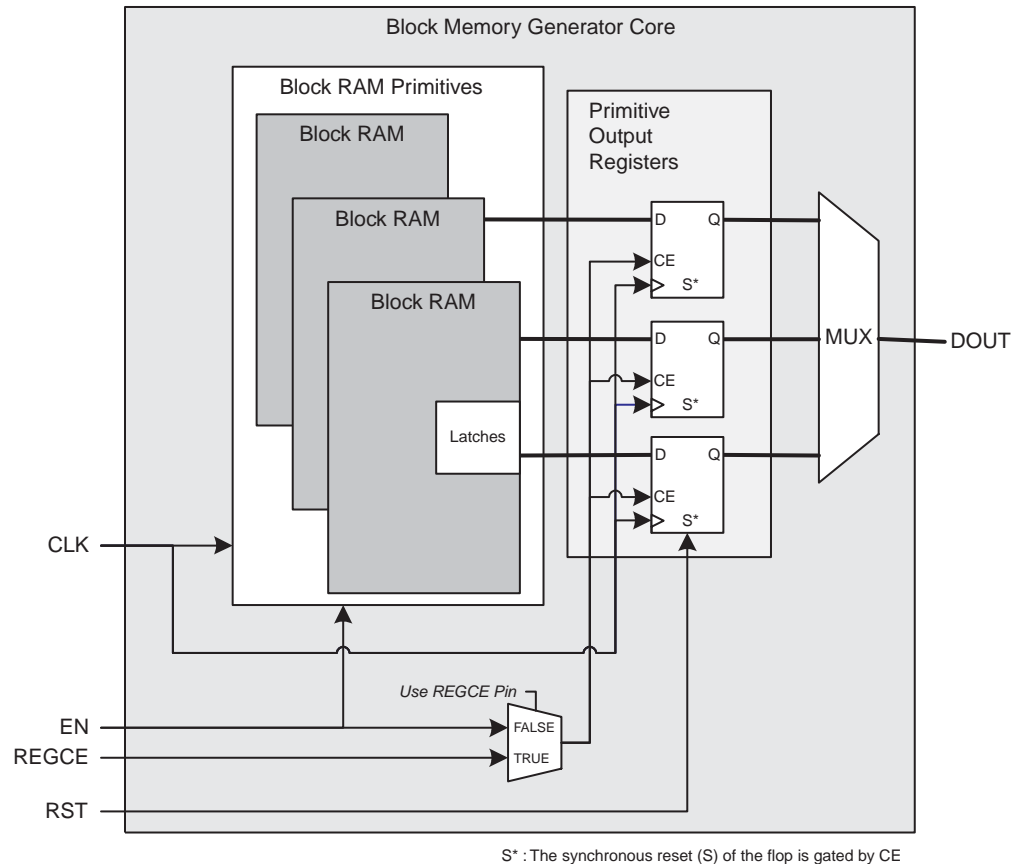 Block Memory Generator Core
Block RAM Primitives
Block RAM
Block RAM
Block RAM
Latches
Primitive
Output
Registers
D Q
CE
S*
D Q
CE
S*
D Q
CE
S*
MUX
DOUT
CLK
Use REGCE Pin
EN
FALSE
REGCE
TRUE
RST
S* : The synchronous reset (S) of the flop is gated by CE